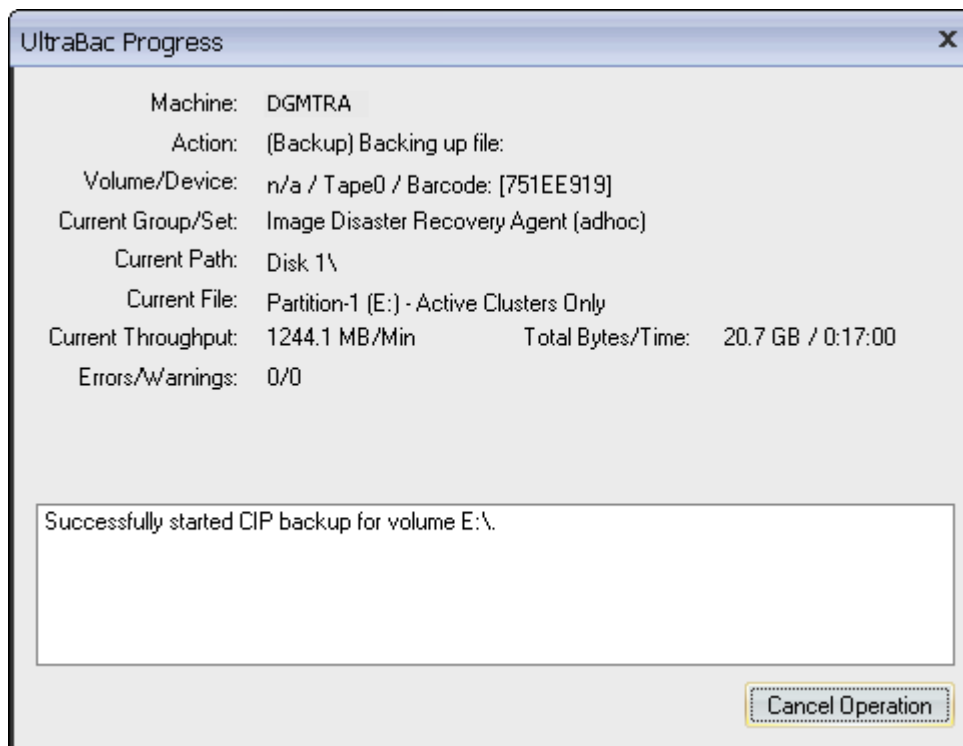 UltraBac Progress X
Machine: DGMTRA
Action: (Backup) Backing up file:
Volume/Device: n/a / Tape0 / Barcode: [751EE919]
Current Group/Set: Image Disaster Recovery Agent (adhoc)
Current Path: Disk 1\
Current File: Partition-1 (E:) - Active Clusters Only
Current Throughput: 1244.1 MB/Min Total Bytes/Time: 20.7 GB / 0:17:00
Errors/Warnings: 0/0
Successfully started CIP backup for volume E:\.
Cancel Operation